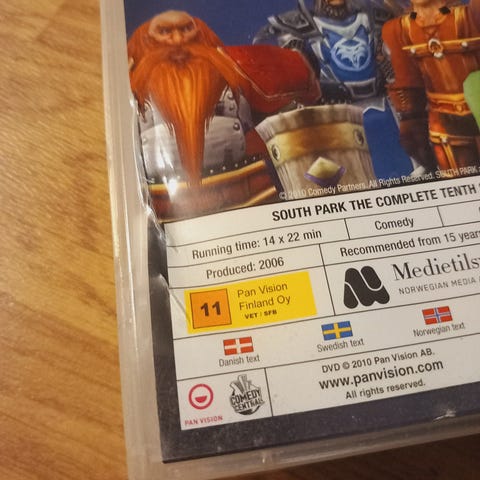 © 2010 Comedy Partners. All Rights Reserved. SOUTH PARK
SOUTH PARK THE COMPLETE TENTH
Running time: 14 x 22 min
Comedy
Produced: 2006
Recommended from 15 years
11
Pan Vision
Finland Oy
VET / SFB
Medietils
NORWEGIAN MEDIA
Danish text
Swedish text
Norwegian text
DVD © 2010 Pan Vision AB.
www.panvision.com
All rights reserved.
PAN VISION
COMEDY
CENTRAL